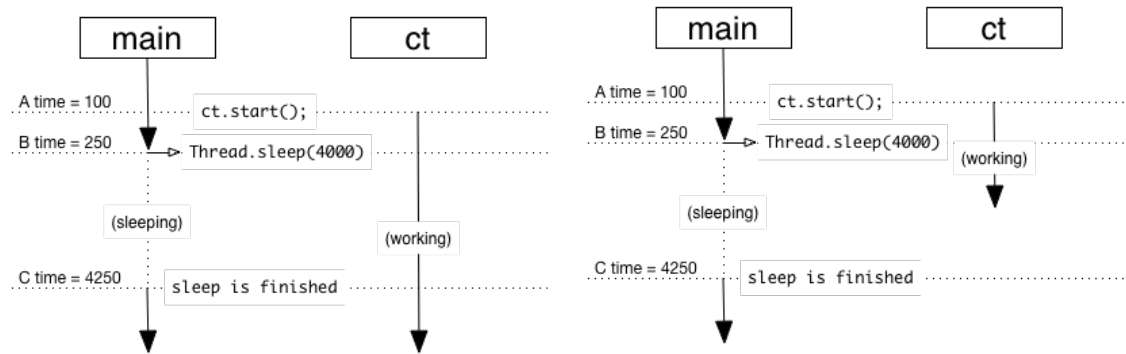 main
ct
A time = 100
ct.start();
B time = 250
Thread.sleep(4000)
(sleeping)
(working)
C time = 4250
sleep is finished
main
ct
A time = 100
ct.start();
B time = 250
Thread.sleep(4000)
(working)
(sleeping)
C time = 4250
sleep is finished